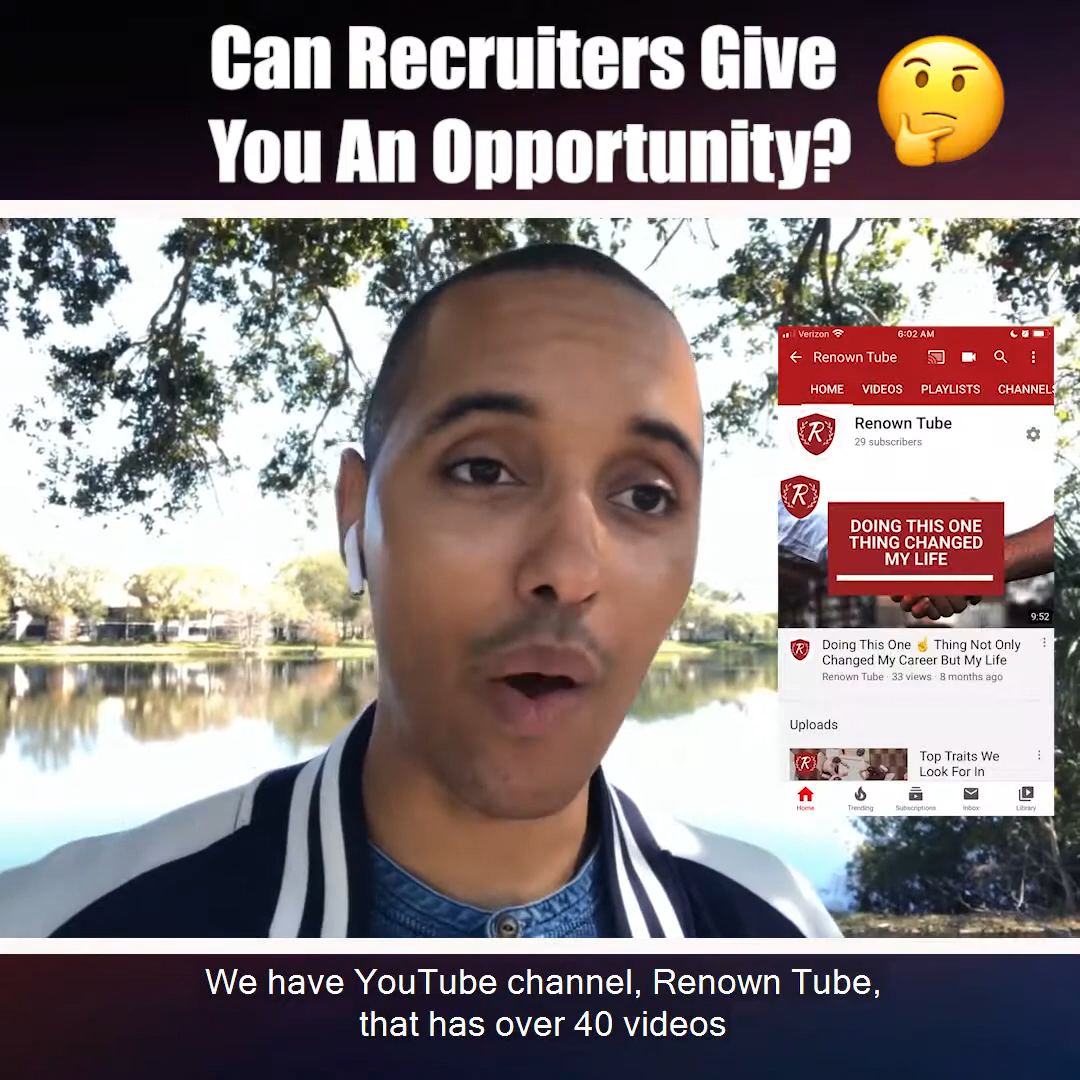 Can Recruiters Give
You An Opportunity?
Verizon
6:02 AM
Renown Tube
HOME VIDEOS PLAYLISTS CHANNELS
R
Renown Tube
29 subscribers
R
DOING THIS ONE
THING CHANGED
MY LIFE
9:52
R
Doing This One ☝ Thing Not Only
Changed My Career But My Life
Renown Tube · 33 views · 8 months ago
Uploads
R
Top Traits We
Look For In
Home Trending Subscriptions Inbox Library
We have YouTube channel, Renown Tube,
that has over 40 videos